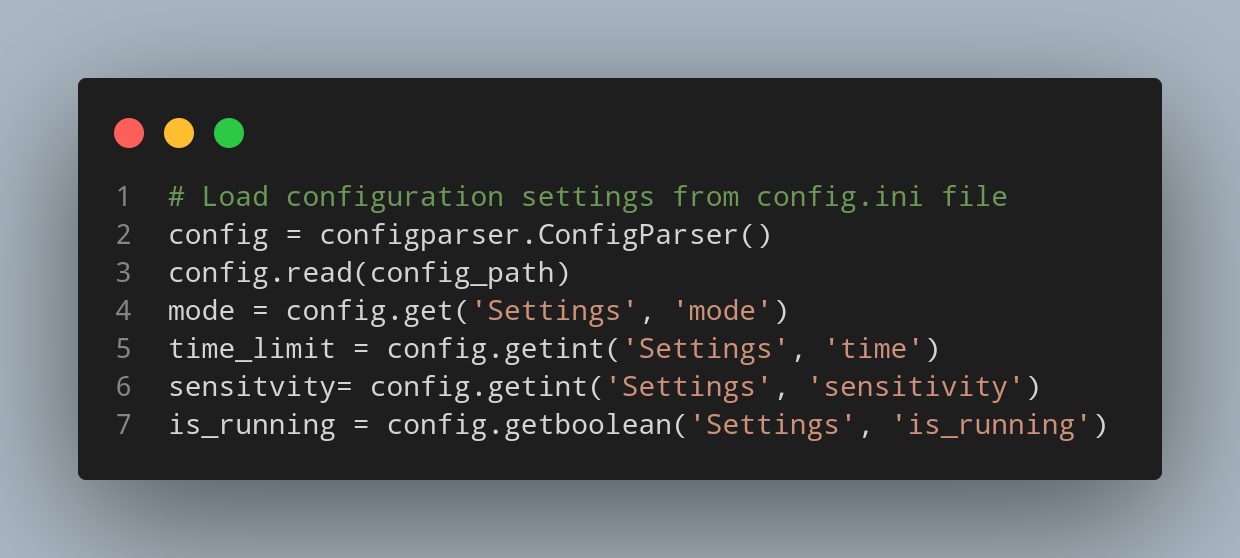 1 # Load configuration settings from config.ini file
2 config = configparser.ConfigParser()
3 config.read(config_path)
4 mode = config.get('Settings', 'mode')
5 time_limit = config.getint('Settings', 'time')
6 sensitvity= config.getint('Settings', 'sensitivity')
7 is_running = config.getboolean('Settings', 'is_running')